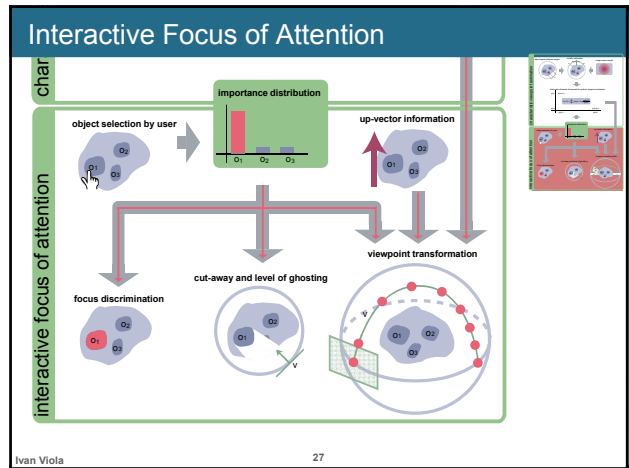 Interactive Focus of Attention
char
interactive focus of attention
object selection by user
O1
O2
O3
importance distribution
O1 O2 O3
up-vector information
O1
O2
O3
focus discrimination
O1
O2
O3
cut-away and level of ghosting
O1
O2
v
viewpoint transformation
v
O1
O2
O3
Ivan Viola
27